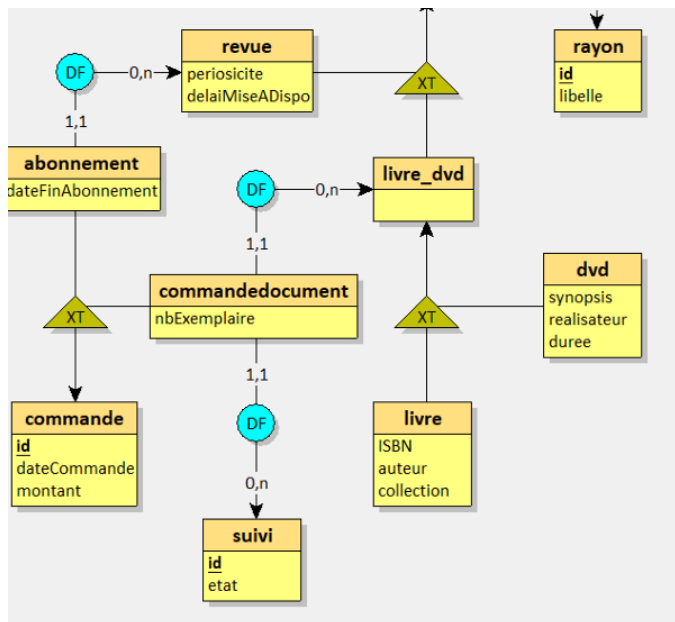 revue
periosicite
delaiMiseADispo
rayon
id
libelle
DF
0,n
XT
1,1
abonnement
dateFinAbonnement
livre_dvd
DF
0,n
1,1
commandedocument
nbExemplaire
dvd
synopsis
realisateur
duree
XT
XT
1,1
commande
id
dateCommande
montant
DF
livre
ISBN
auteur
collection
0,n
suivi
id
etat